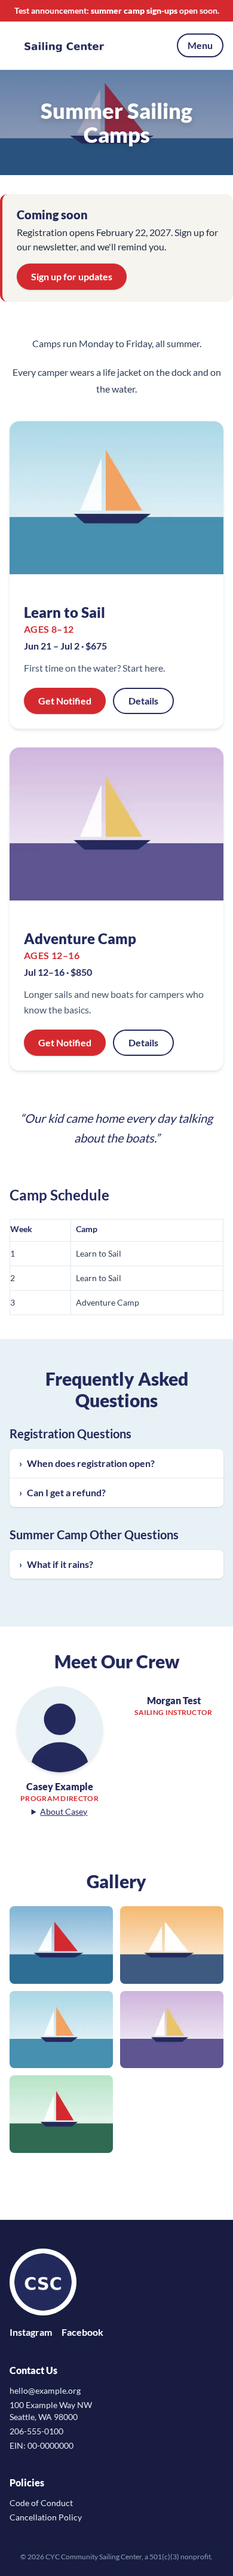 Test announcement: summer camp sign-ups open soon.
Sailing Center
Menu
Summer Sailing
Camps
Coming soon
Registration opens February 22, 2027. Sign up for
our newsletter, and we'll remind you.
Sign up for updates
Camps run Monday to Friday, all summer.
Every camper wears a life jacket on the dock and on
the water.
Learn to Sail
AGES 8–12
Jun 21 – Jul 2 · $675
First time on the water? Start here.
Get Notified Details
Adventure Camp
AGES 12–16
Jul 12–16 · $850
Longer sails and new boats for campers who
know the basics.
Get Notified Details
“Our kid came home every day talking
about the boats.”
Camp Schedule
Week Camp
1 Learn to Sail
2 Learn to Sail
3 Adventure Camp
Frequently Asked
Questions
Registration Questions
› When does registration open?
› Can I get a refund?
Summer Camp Other Questions
› What if it rains?
Meet Our Crew
Morgan Test
SAILING INSTRUCTOR
Casey Example
PROGRAM DIRECTOR
▶ About Casey
Gallery
CSC
Instagram Facebook
Contact Us
hello@example.org
100 Example Way NW
Seattle, WA 98000
206-555-0100
EIN: 00-0000000
Policies
Code of Conduct
Cancellation Policy
© 2026 CYC Community Sailing Center, a 501(c)(3) nonprofit.